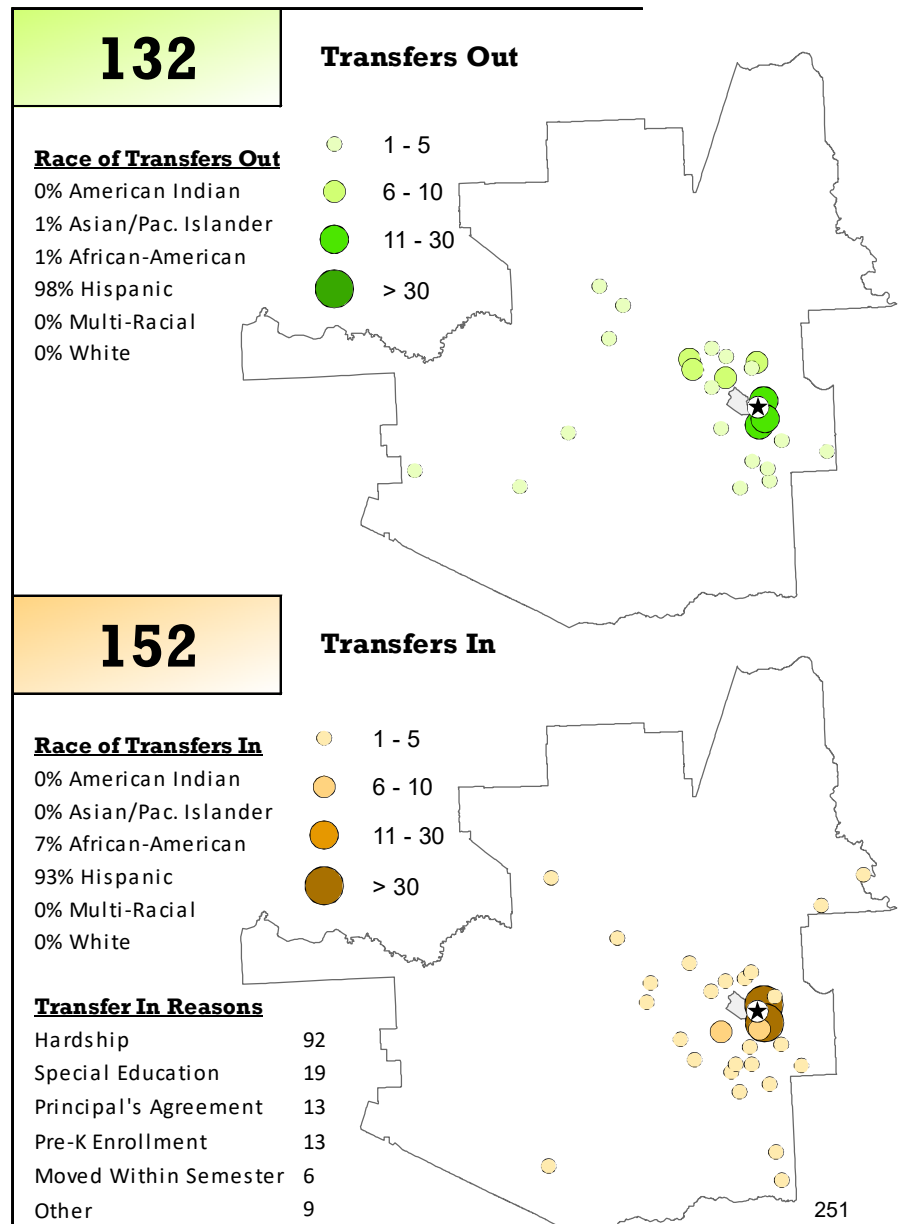 132
Transfers Out
Race of Transfers Out
0% American Indian
1% Asian/Pac. Islander
1% African-American
98% Hispanic
0% Multi-Racial
0% White
1 - 5
6 - 10
11 - 30
> 30
152
Transfers In
Race of Transfers In
0% American Indian
0% Asian/Pac. Islander
7% African-American
93% Hispanic
0% Multi-Racial
0% White
1 - 5
6 - 10
11 - 30
> 30
Transfer In Reasons
Hardship 92
Special Education 19
Principal's Agreement 13
Pre-K Enrollment 13
Moved Within Semester 6
Other 9
251